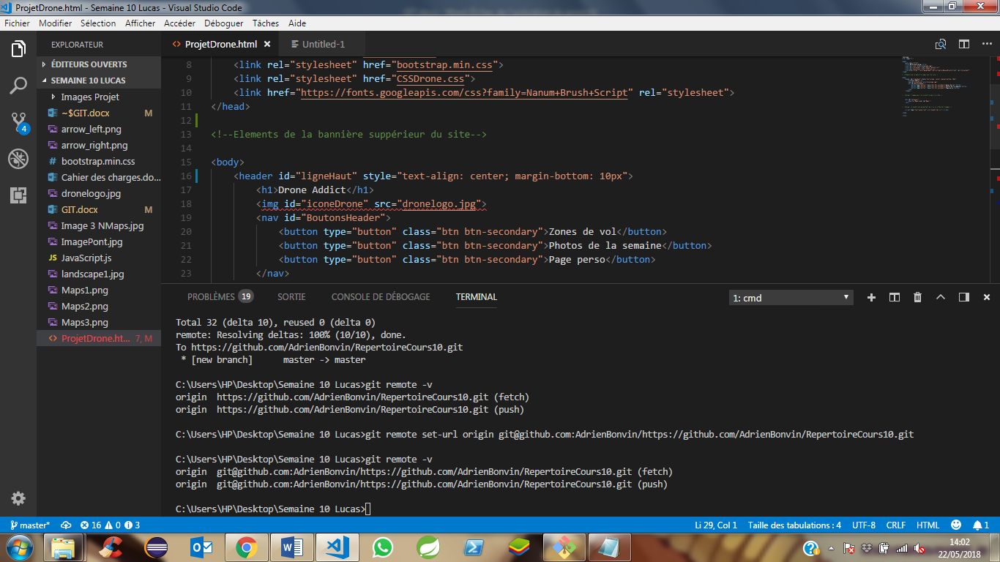 ProjetDrone.html - Semaine 10 Lucas - Visual Studio Code
Fichier Modifier Sélection Afficher Accéder Déboguer Tâches Aide
EXPLORATEUR
ÉDITEURS OUVERTS
SEMAINE 10 LUCAS
Images Projet
~$GIT.docx M
arrow_left.png
4
arrow_right.png
# bootstrap.min.css
Cahier des charges.do...
dronelogo.jpg
GIT.docx M
Image 3 NMaps.jpg
ImagePont.jpg
JS JavaScript.js
landscape1.jpg
Maps1.png
Maps2.png
Maps3.png
<> ProjetDrone.ht... 7, M
<> ProjetDrone.html × Untitled-1
8 <link rel="stylesheet" href="bootstrap.min.css">
9 <link rel="stylesheet" href="CSSDrone.css">
10 <link href="https://fonts.googleapis.com/css?family=Nanum+Brush+Script" rel="stylesheet">
11 </head>
12
13 <!--Elements de la bannière suppérieur du site-->
14
15 <body>
16 <header id="ligneHaut" style="text-align: center; margin-bottom: 10px">
17 <h1>Drone Addict</h1>
18 <img id="iconeDrone" src="dronelogo.jpg">
19 <nav id="BoutonsHeader">
20 <button type="button" class="btn btn-secondary">Zones de vol</button>
21 <button type="button" class="btn btn-secondary">Photos de la semaine</button>
22 <button type="button" class="btn btn-secondary">Page perso</button>
23 </nav>
PROBLÈMES 19 SORTIE CONSOLE DE DÉBOGAGE TERMINAL 1: cmd
Total 32 (delta 10), reused 0 (delta 0)
remote: Resolving deltas: 100% (10/10), done.
To https://github.com/AdrienBonvin/RepertoireCours10.git
* [new branch] master -> master
C:\Users\HP\Desktop\Semaine 10 Lucas>git remote -v
origin https://github.com/AdrienBonvin/RepertoireCours10.git (fetch)
origin https://github.com/AdrienBonvin/RepertoireCours10.git (push)
C:\Users\HP\Desktop\Semaine 10 Lucas>git remote set-url origin git@github.com:AdrienBonvin/https://github.com/AdrienBonvin/RepertoireCours10.git
C:\Users\HP\Desktop\Semaine 10 Lucas>git remote -v
origin git@github.com:AdrienBonvin/https://github.com/AdrienBonvin/RepertoireCours10.git (fetch)
origin git@github.com:AdrienBonvin/https://github.com/AdrienBonvin/RepertoireCours10.git (push)
C:\Users\HP\Desktop\Semaine 10 Lucas>
master* 16 0 3 Li 29, Col 1 Taille des tabulations : 4 UTF-8 CRLF HTML 1
14:02
22/05/2018